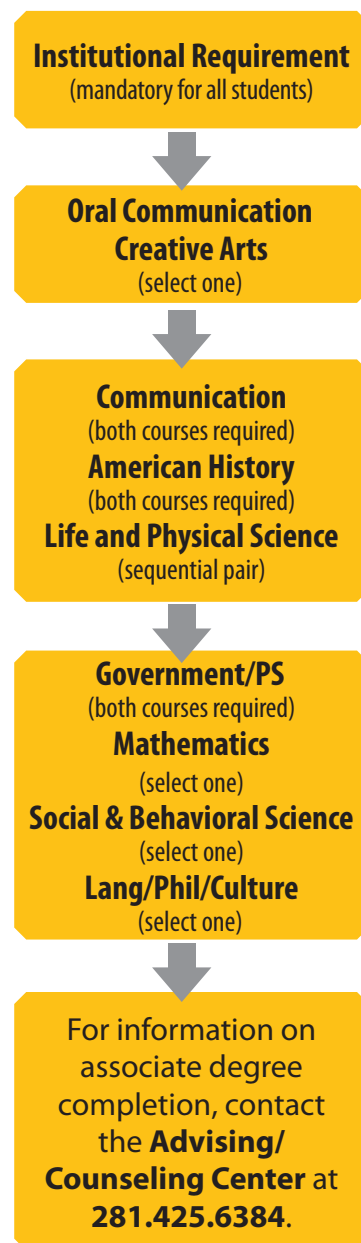 Institutional Requirement
(mandatory for all students)
Oral Communication
Creative Arts
(select one)
Communication
(both courses required)
American History
(both courses required)
Life and Physical Science
(sequential pair)
Government/PS
(both courses required)
Mathematics
(select one)
Social & Behavioral Science
(select one)
Lang/Phil/Culture
(select one)
For information on
associate degree
completion, contact
the Advising/
Counseling Center at
281.425.6384.